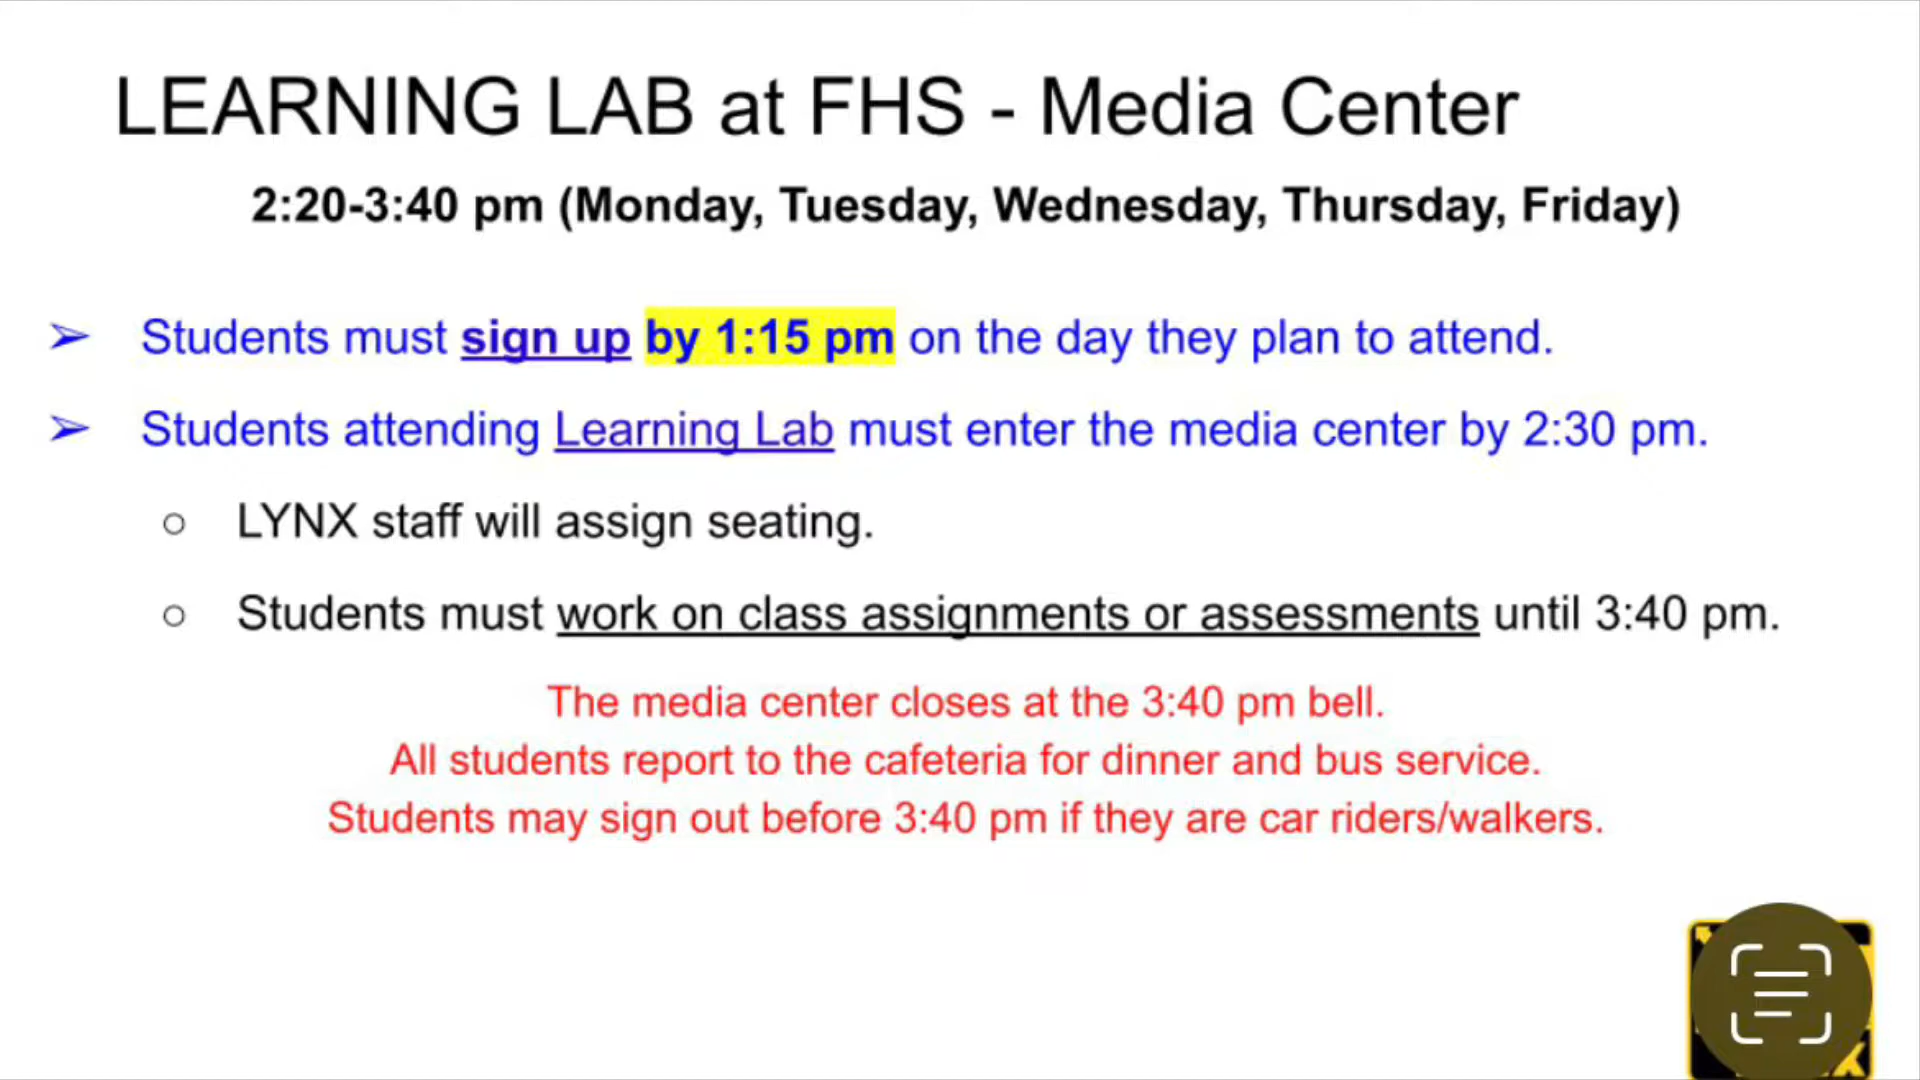 LEARNING LAB at FHS - Media Center
2:20-3:40 pm (Monday, Tuesday, Wednesday, Thursday, Friday)
➢ Students must sign up by 1:15 pm on the day they plan to attend.
➢ Students attending Learning Lab must enter the media center by 2:30 pm.
○ LYNX staff will assign seating.
○ Students must work on class assignments or assessments until 3:40 pm.
The media center closes at the 3:40 pm bell.
All students report to the cafeteria for dinner and bus service.
Students may sign out before 3:40 pm if they are car riders/walkers.